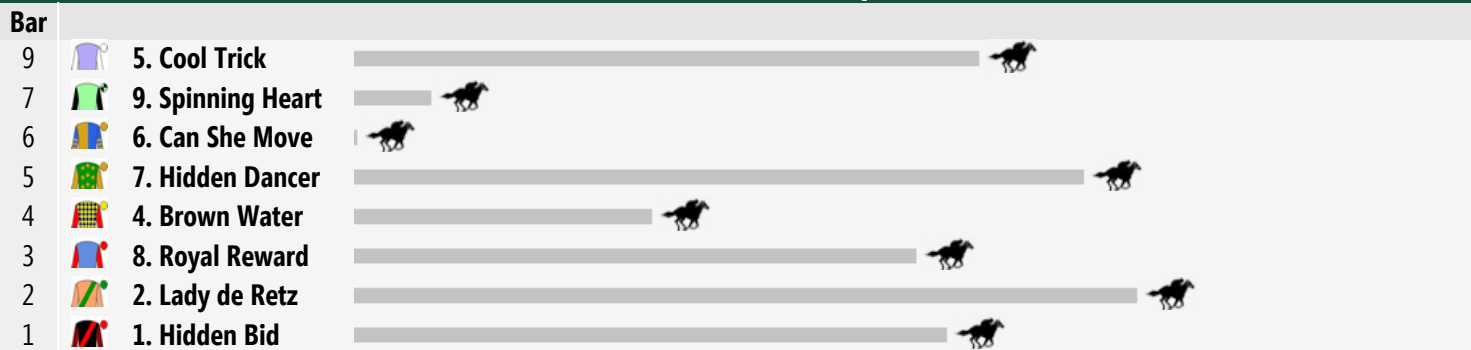 Bar
9 5. Cool Trick
7 9. Spinning Heart
6 6. Can She Move
5 7. Hidden Dancer
4 4. Brown Water
3 8. Royal Reward
2 2. Lady de Retz
1 1. Hidden Bid